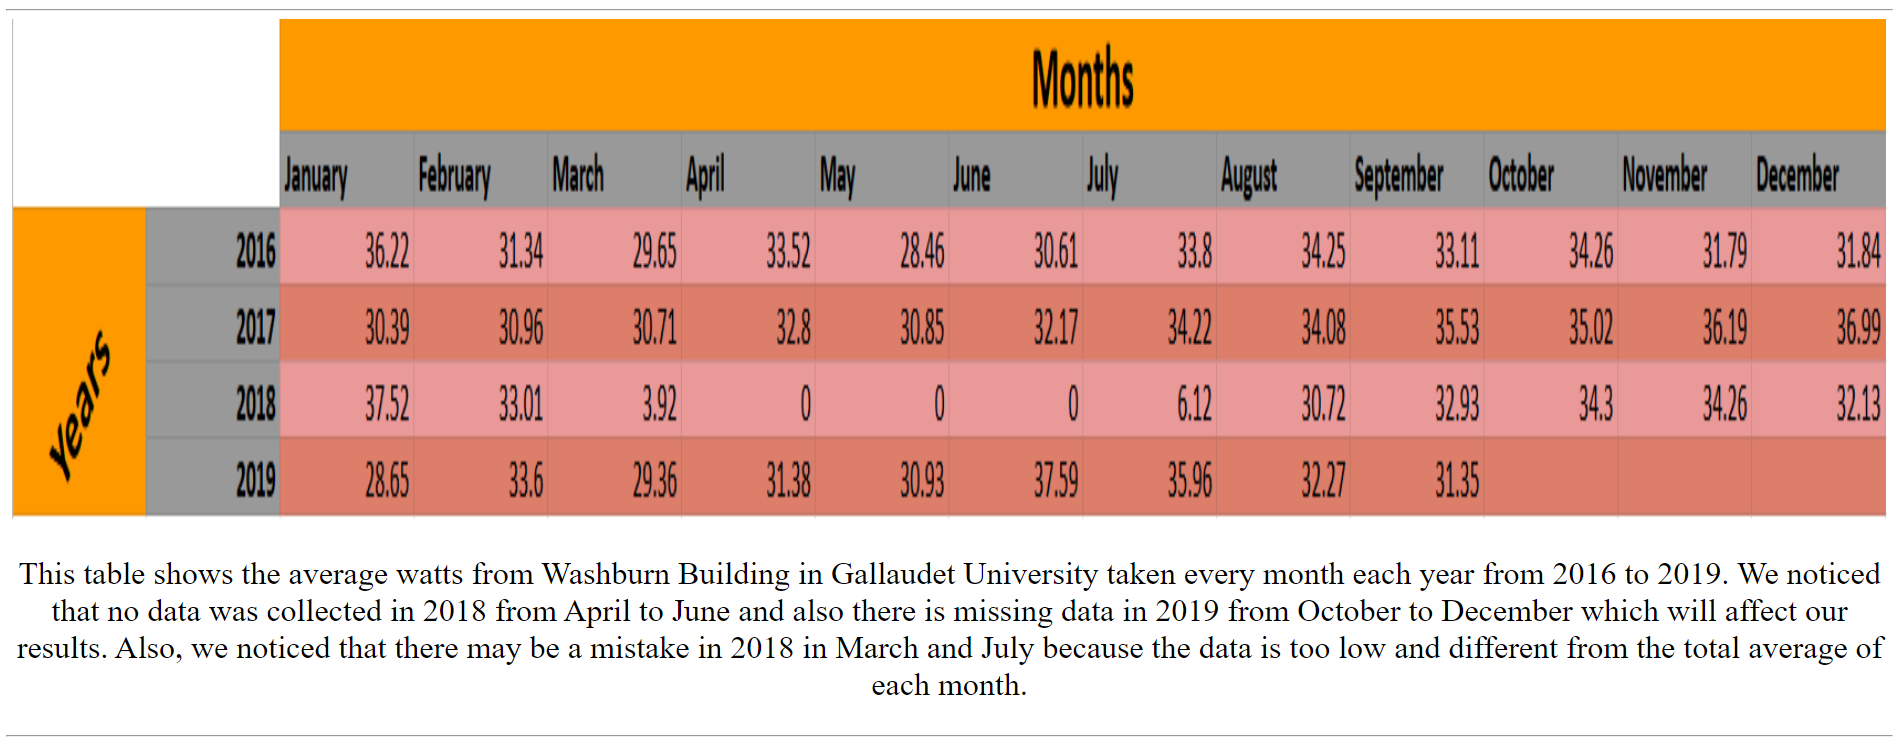 Months
January February March April May June July August September October November December
2016 36.22 31.34 29.65 33.52 28.46 30.61 33.8 34.25 33.11 34.26 31.79 31.84
2017 30.39 30.96 30.71 32.8 30.85 32.17 34.22 34.08 35.53 35.02 36.19 36.99
2018 37.52 33.01 3.92 0 0 0 6.12 30.72 32.93 34.3 34.26 32.13
2019 28.65 33.6 29.36 31.38 30.93 37.59 35.96 32.27 31.35
years
This table shows the average watts from Washburn Building in Gallaudet University taken every month each year from 2016 to 2019. We noticed
that no data was collected in 2018 from April to June and also there is missing data in 2019 from October to December which will affect our
results. Also, we noticed that there may be a mistake in 2018 in March and July because the data is too low and different from the total average of
each month.